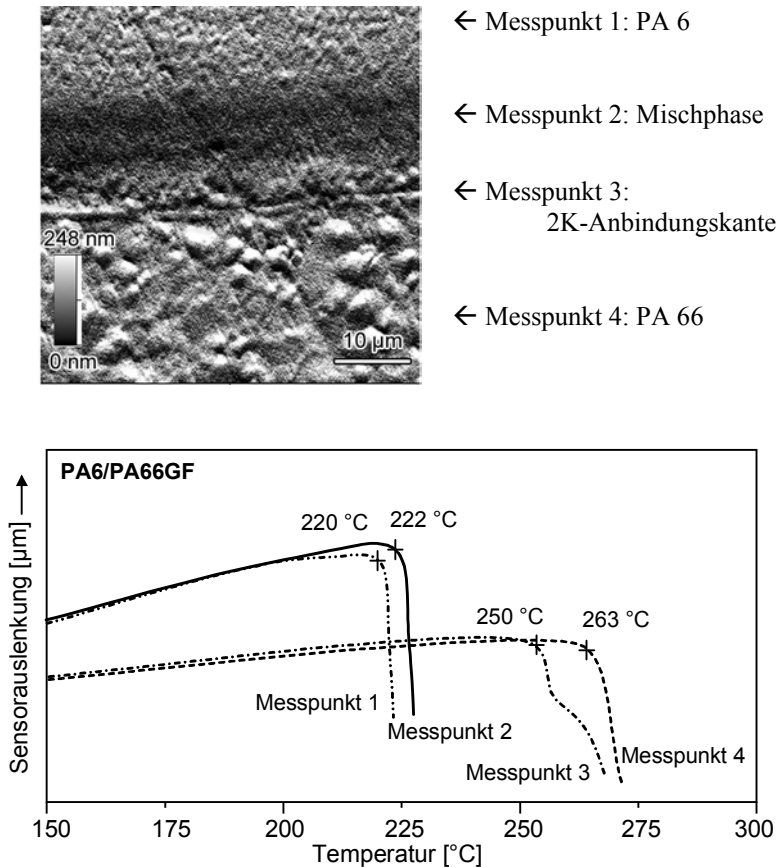 ← Messpunkt 1: PA 6
← Messpunkt 2: Mischphase
← Messpunkt 3:
2K-Anbindungskante
248 nm
← Messpunkt 4: PA 66
10 µm
0 nm
PA6/PA66GF
220 °C
222 °C
250 °C
263 °C
Messpunkt 1
Messpunkt 2
Messpunkt 3
Messpunkt 4
Sensorauslenkung [µm] →
150 200 225 250 275 300
Temperatur [°C]